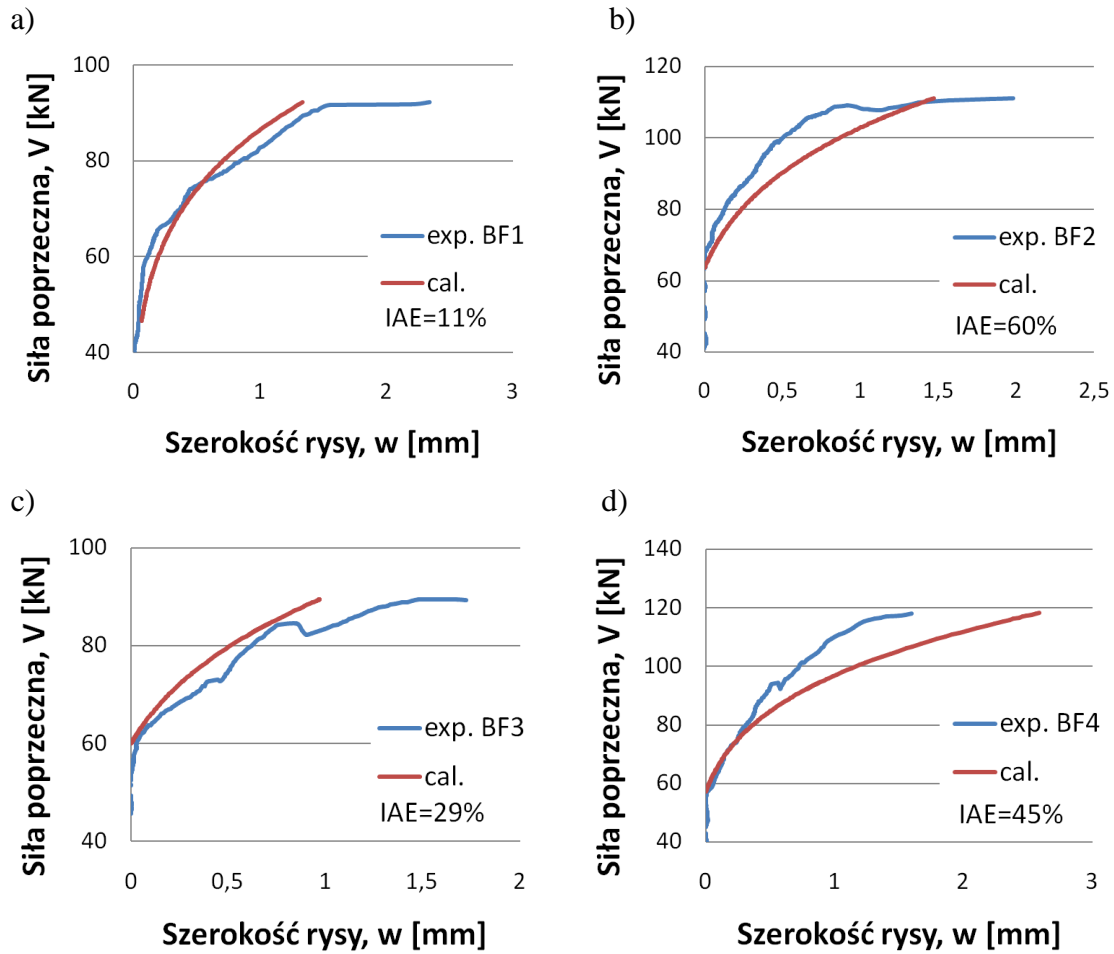 a)
Siła poprzeczna, V [kN]
100
80
60
40
0
1
2
3
exp. BF1
cal.
IAE=11%
Szerokość rysy, w [mm]
b)
Siła poprzeczna, V [kN]
120
100
80
60
40
0
0,5
1
1,5
2
2,5
exp. BF2
cal.
IAE=60%
Szerokość rysy, w [mm]
c)
Siła poprzeczna, V [kN]
100
80
60
40
0
0,5
1
1,5
2
exp. BF3
cal.
IAE=29%
Szerokość rysy, w [mm]
d)
Siła poprzeczna, V [kN]
140
120
100
80
60
40
0
1
2
3
exp. BF4
cal.
IAE=45%
Szerokość rysy, w [mm]